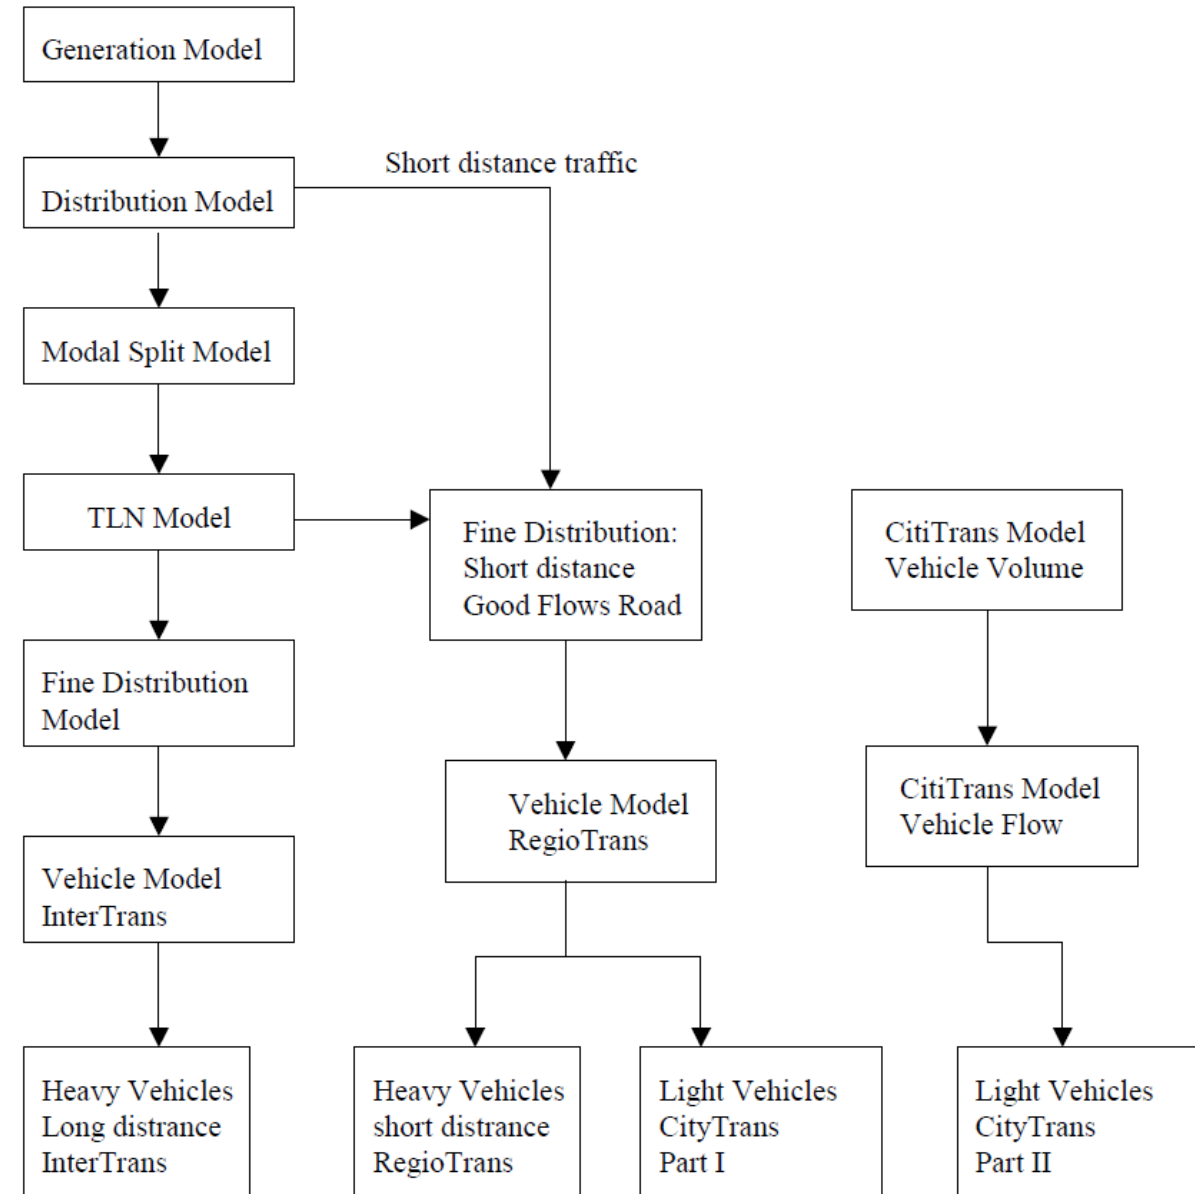 Generation Model
Short distance traffic
Distribution Model
Modal Split Model
TLN Model
Fine Distribution:
Short distance
Good Flows Road
CitiTrans Model
Vehicle Volume
Fine Distribution
Model
Vehicle Model
RegioTrans
CitiTrans Model
Vehicle Flow
Vehicle Model
InterTrans
Heavy Vehicles
Long distrance
InterTrans
Heavy Vehicles
short distrance
RegioTrans
Light Vehicles
CityTrans
Part I
Light Vehicles
CityTrans
Part II